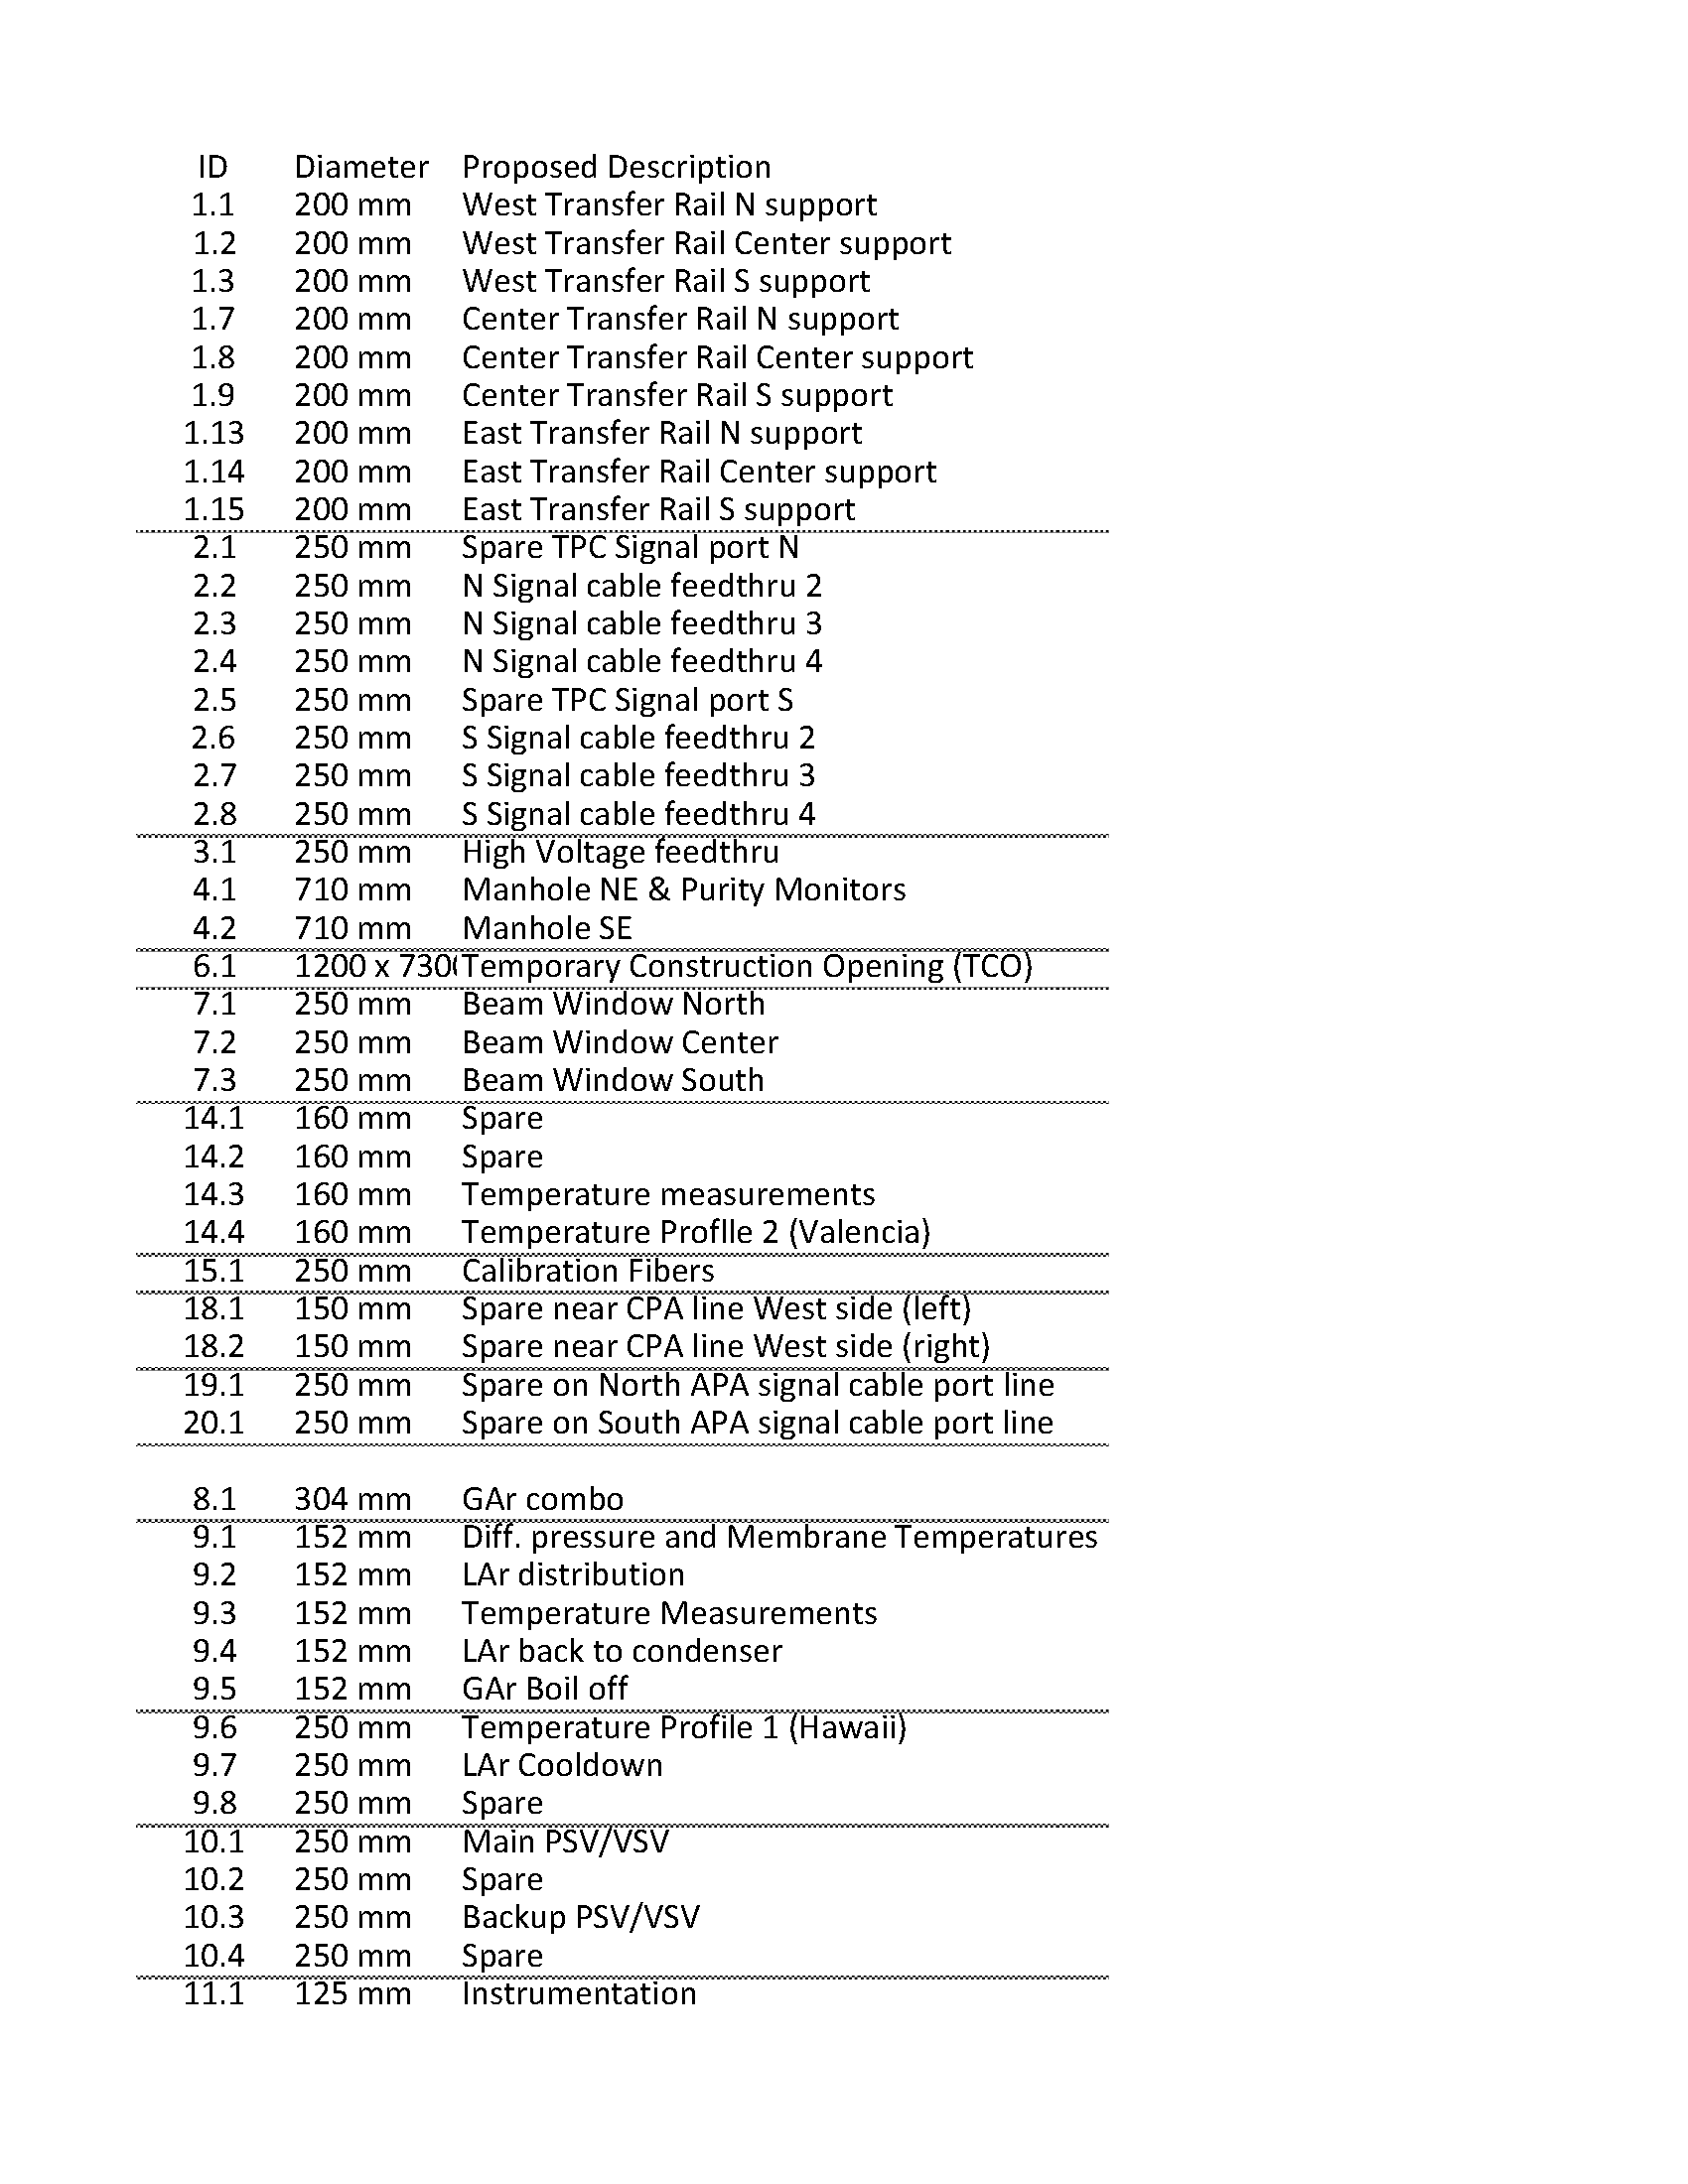 ID Diameter Proposed Description
1.1 200 mm West Transfer Rail N support
1.2 200 mm West Transfer Rail Center support
1.3 200 mm West Transfer Rail S support
1.7 200 mm Center Transfer Rail N support
1.8 200 mm Center Transfer Rail Center support
1.9 200 mm Center Transfer Rail S support
1.13 200 mm East Transfer Rail N support
1.14 200 mm East Transfer Rail Center support
1.15 200 mm East Transfer Rail S support
2.1 250 mm Spare TPC Signal port N
2.2 250 mm N Signal cable feedthru 2
2.3 250 mm N Signal cable feedthru 3
2.4 250 mm N Signal cable feedthru 4
2.5 250 mm Spare TPC Signal port S
2.6 250 mm S Signal cable feedthru 2
2.7 250 mm S Signal cable feedthru 3
2.8 250 mm S Signal cable feedthru 4
3.1 250 mm High Voltage feedthru
4.1 710 mm Manhole NE & Purity Monitors
4.2 710 mm Manhole SE
6.1 1200 x 730 Temporary Construction Opening (TCO)
7.1 250 mm Beam Window North
7.2 250 mm Beam Window Center
7.3 250 mm Beam Window South
14.1 160 mm Spare
14.2 160 mm Spare
14.3 160 mm Temperature measurements
14.4 160 mm Temperature Proflle 2 (Valencia)
15.1 250 mm Calibration Fibers
18.1 150 mm Spare near CPA line West side (left)
18.2 150 mm Spare near CPA line West side (right)
19.1 250 mm Spare on North APA signal cable port line
20.1 250 mm Spare on South APA signal cable port line
8.1 304 mm GAr combo
9.1 152 mm Diff. pressure and Membrane Temperatures
9.2 152 mm LAr distribution
9.3 152 mm Temperature Measurements
9.4 152 mm LAr back to condenser
9.5 152 mm GAr Boil off
9.6 250 mm Temperature Profile 1 (Hawaii)
9.7 250 mm LAr Cooldown
9.8 250 mm Spare
10.1 250 mm Main PSV/VSV
10.2 250 mm Spare
10.3 250 mm Backup PSV/VSV
10.4 250 mm Spare
11.1 125 mm Instrumentation